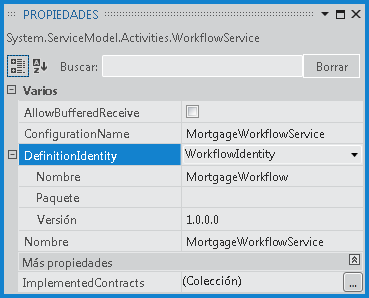 PROPIEDADES
System.ServiceModel.Activities.WorkflowService
Buscar: Borrar
Varios
AllowBufferedReceive
ConfigurationName MortgageWorkflowService
DefinitionIdentity WorkflowIdentity
Nombre MortgageWorkflow
Paquete
Versión 1.0.0.0
Nombre MortgageWorkflowService
Más propiedades
ImplementedContracts (Colección) ...